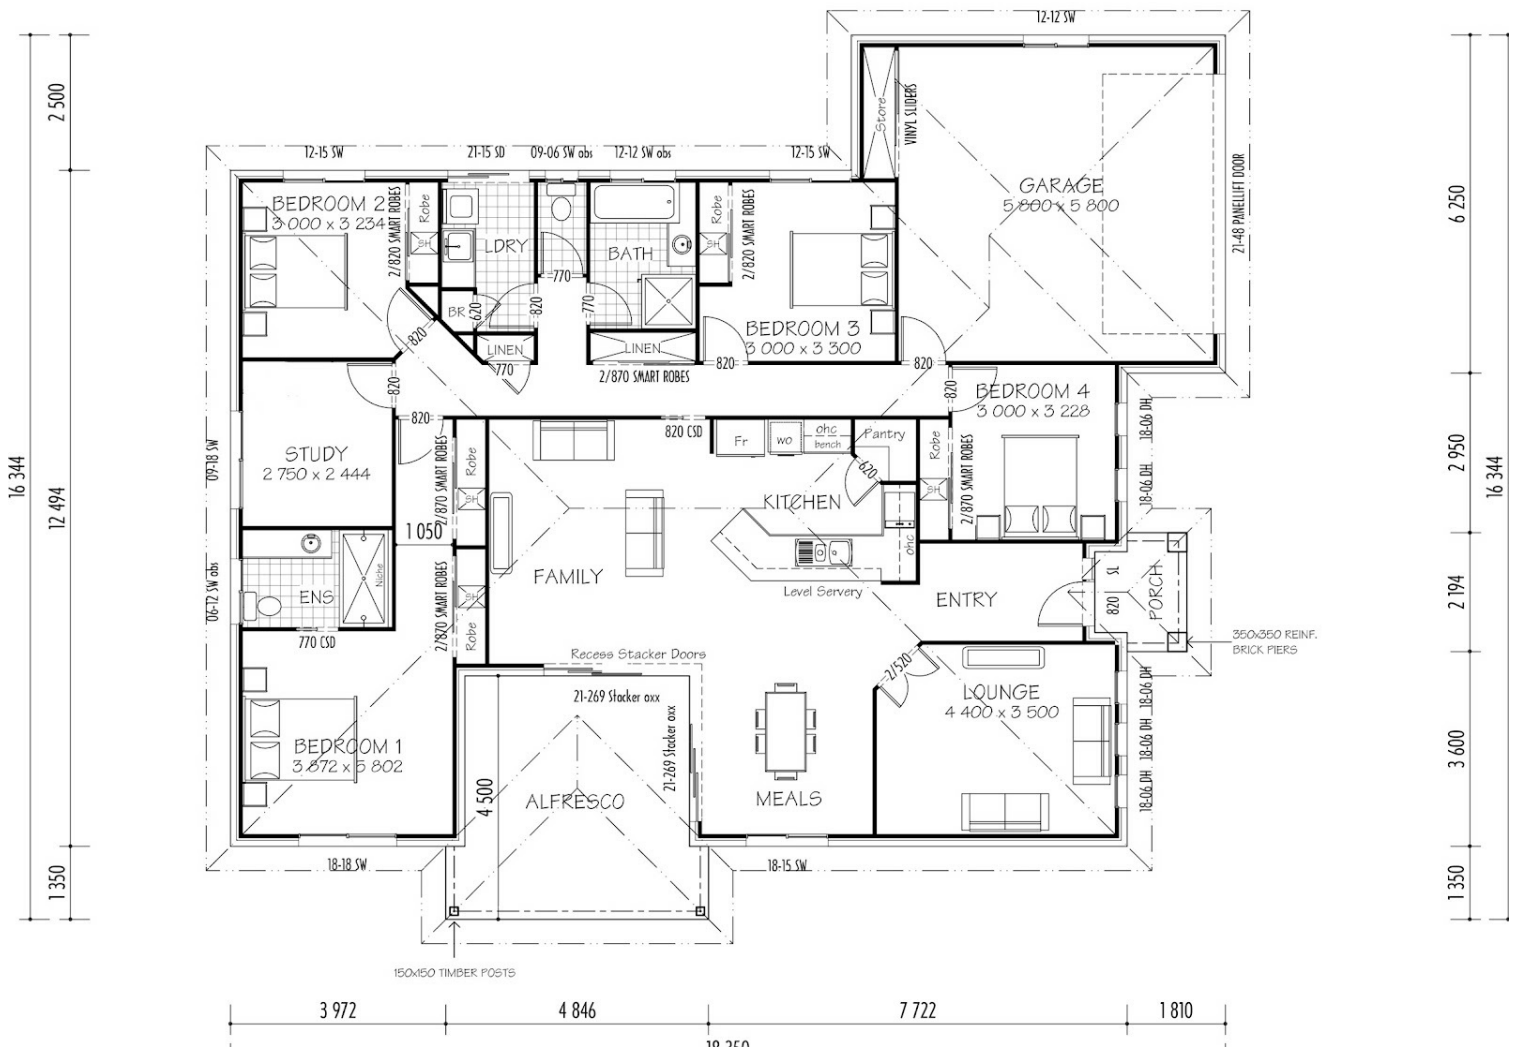 12-12 SW
2 500
12-15 SW
21-15 SD
09-06 SW obs
12-12 SW obs
12-15 SW
Store
VINYL SLIDERS
GARAGE
5 800 x 5 800
21-48 PANELLIFT DOOR
6 250
BEDROOM 2
3 000 x 3 234
2/820 SMART ROBES
Robe
SH
LDRY
BATH
Robe
SH
2/820 SMART ROBES
770
BR
620
820
770
BEDROOM 3
3 000 x 3 300
820
LINEN
770
LINEN
2/870 SMART ROBES
820
820
820
820
820
BEDROOM 4
3 000 x 3 228
18-06 DH
820 CSD
Fr
WO
ohc
bench
Pantry
620
Robe
SH
2/870 SMART ROBES
18-06 DH
2 950
16 344
16 344
12 494
09-18 SW
STUDY
2 750 x 2 444
2/870 SMART ROBES
Robe
SH
1 050
KITCHEN
ohc
06-12 SW obs
ENS
Niche
770 CSD
2/870 SMART ROBES
SH
Robe
FAMILY
Level Servery
ENTRY
820
SL
PORCH
2 194
350x350 REINF.
BRICK PIERS
Recess Stacker Doors
21-269 Stacker oxx
21-269 Stacker oxx
2/520
LOUNGE
4 400 x 3 500
18-06 DH
18-06 DH
18-06 DH
3 600
BEDROOM 1
3 872 x 5 802
4 500
ALFRESCO
MEALS
18-18 SW
18-15 SW
1350
1350
150x150 TIMBER POSTS
3 972
4 846
7 722
1 810